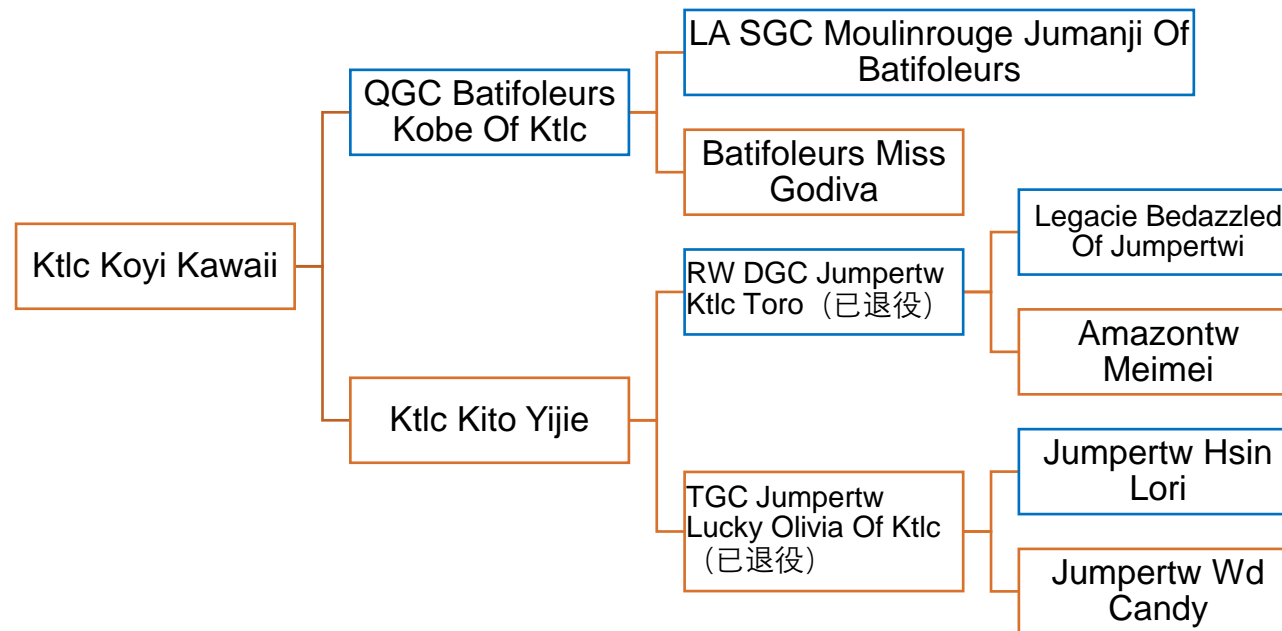 LA SGC Moulinrouge Jumanji Of
Batifoleurs
QGC Batifoleurs
Kobe Of Ktlc
Batifoleurs Miss
Godiva
Legacie Bedazzled
Of Jumpertwi
Ktlc Koyi Kawaii
RW DGC Jumpertw
Ktlc Toro（已退役）
Amazontw
Meimei
Ktlc Kito Yijie
Jumpertw Hsin
Lori
TGC Jumpertw
Lucky Olivia Of Ktlc
（已退役）
Jumpertw Wd
Candy